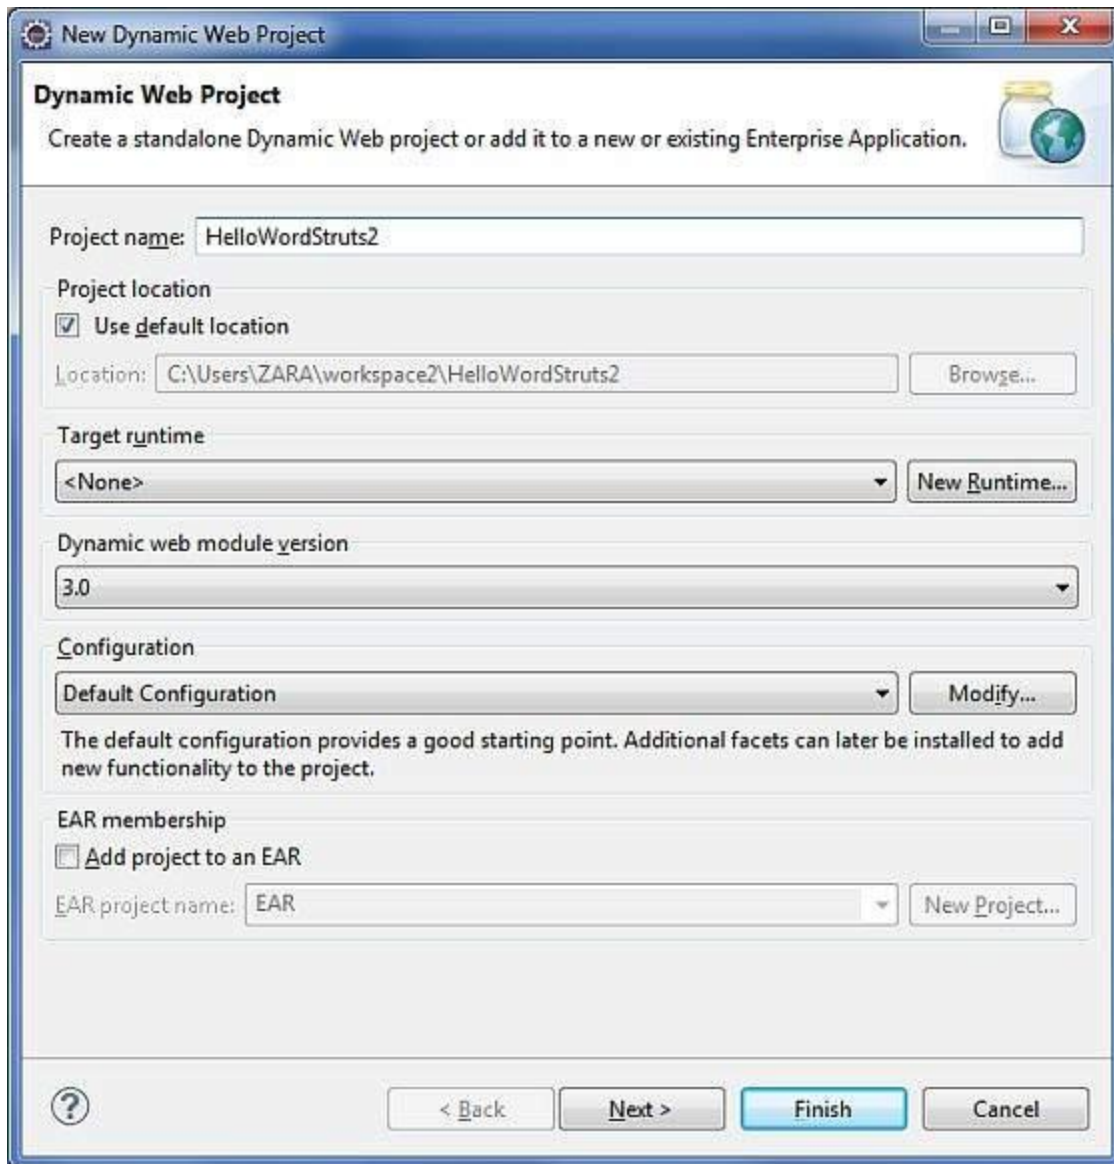 New Dynamic Web Project
Dynamic Web Project
Create a standalone Dynamic Web project or add it to a new or existing Enterprise Application.
Project name: HelloWordStruts2
Project location
Use default location
Location: C:\Users\ZARA\workspace2\HelloWordStruts2 Browse...
Target runtime
<None> New Runtime...
Dynamic web module version
3.0
Configuration
Default Configuration Modify...
The default configuration provides a good starting point. Additional facets can later be installed to add
new functionality to the project.
EAR membership
Add project to an EAR
EAR project name: EAR New Project...
? < Back Next > Finish Cancel